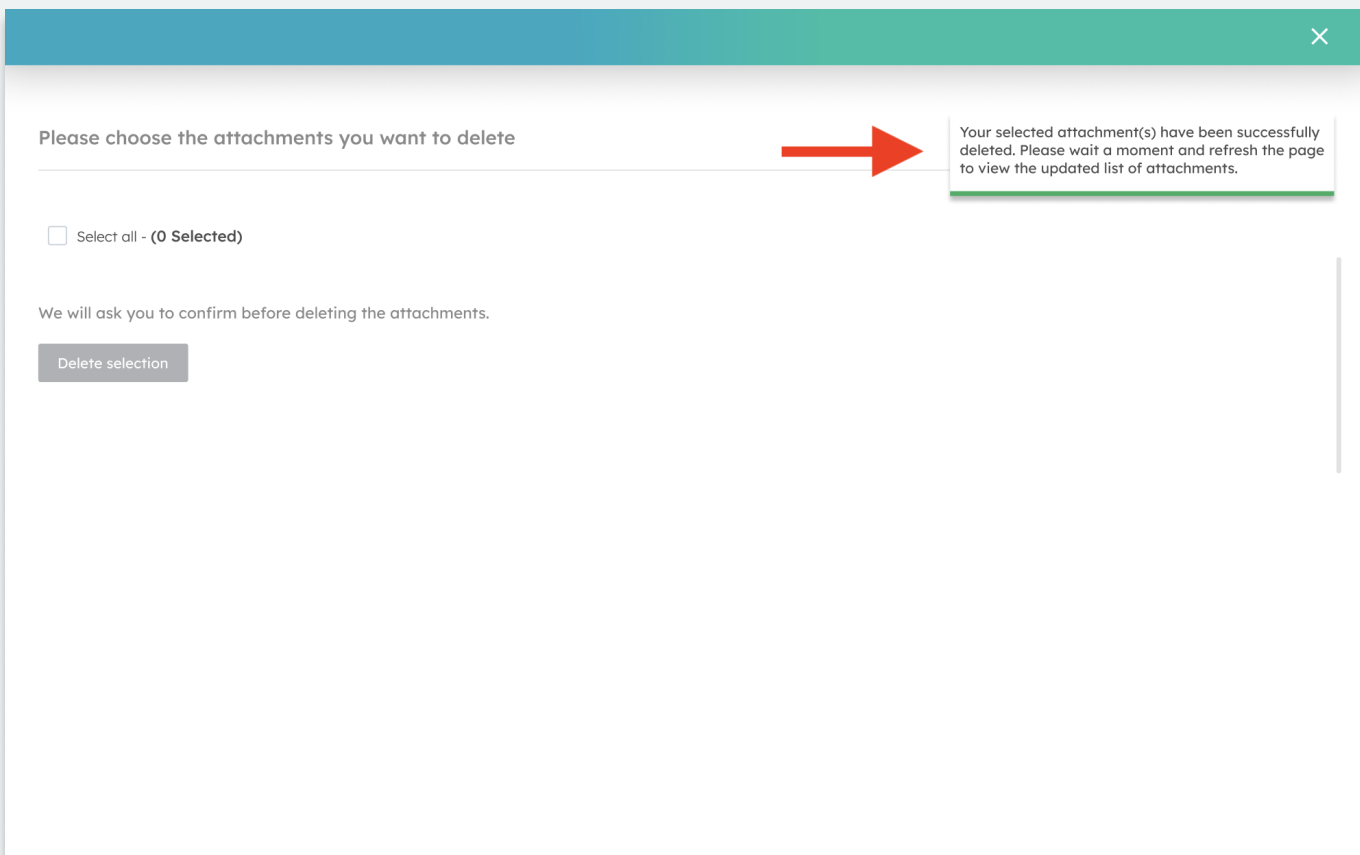 Please choose the attachments you want to delete
Your selected attachment(s) have been successfully
deleted. Please wait a moment and refresh the page
to view the updated list of attachments.
Select all - (0 Selected)
We will ask you to confirm before deleting the attachments.
Delete selection